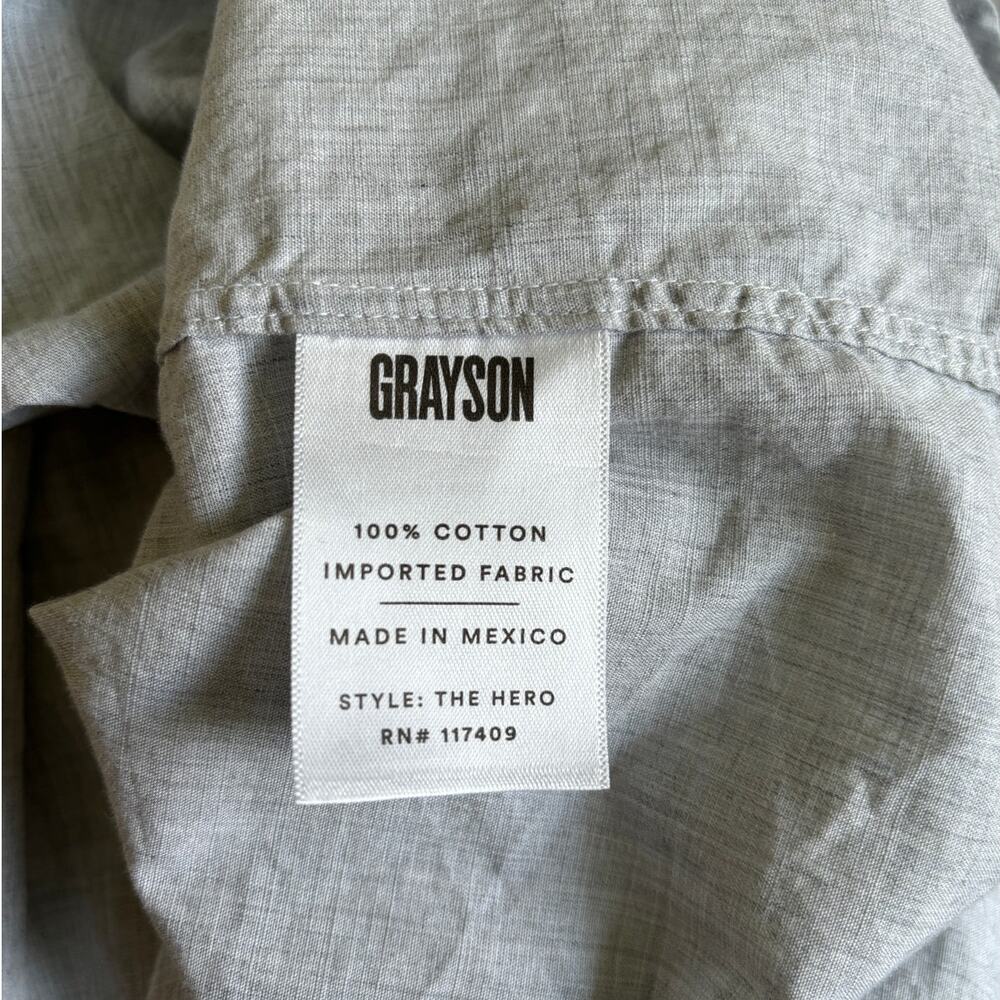 GRAYSON
100% COTTON
IMPORTED FABRIC
MADE IN MEXICO
STYLE: THE HERO
RN# 117409